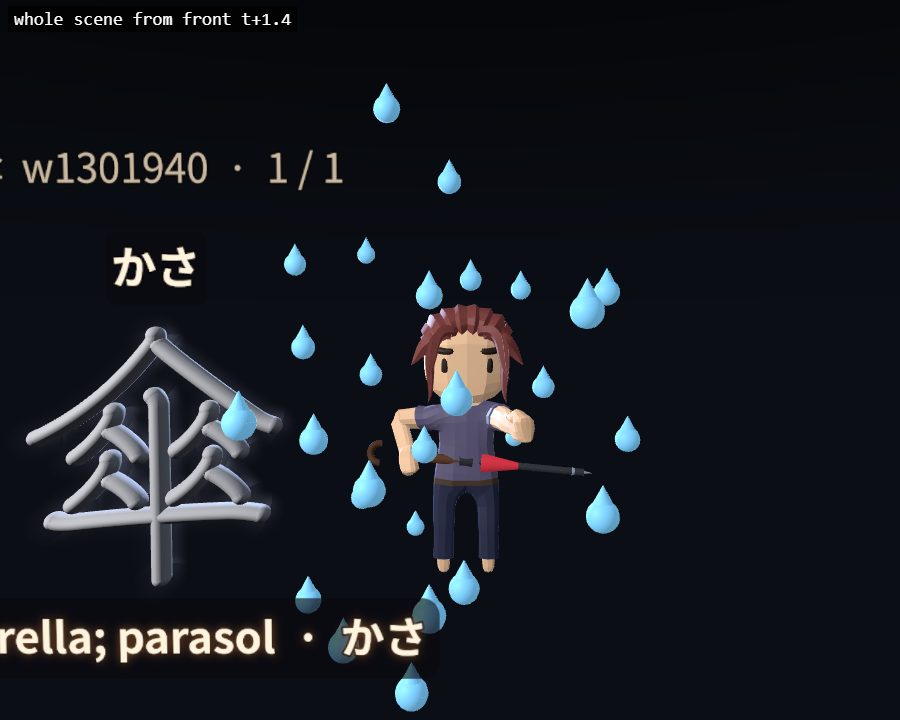 whole scene from front t+1.4
w1301940 · 1 / 1
かさ
傘
rella; parasol · かさ